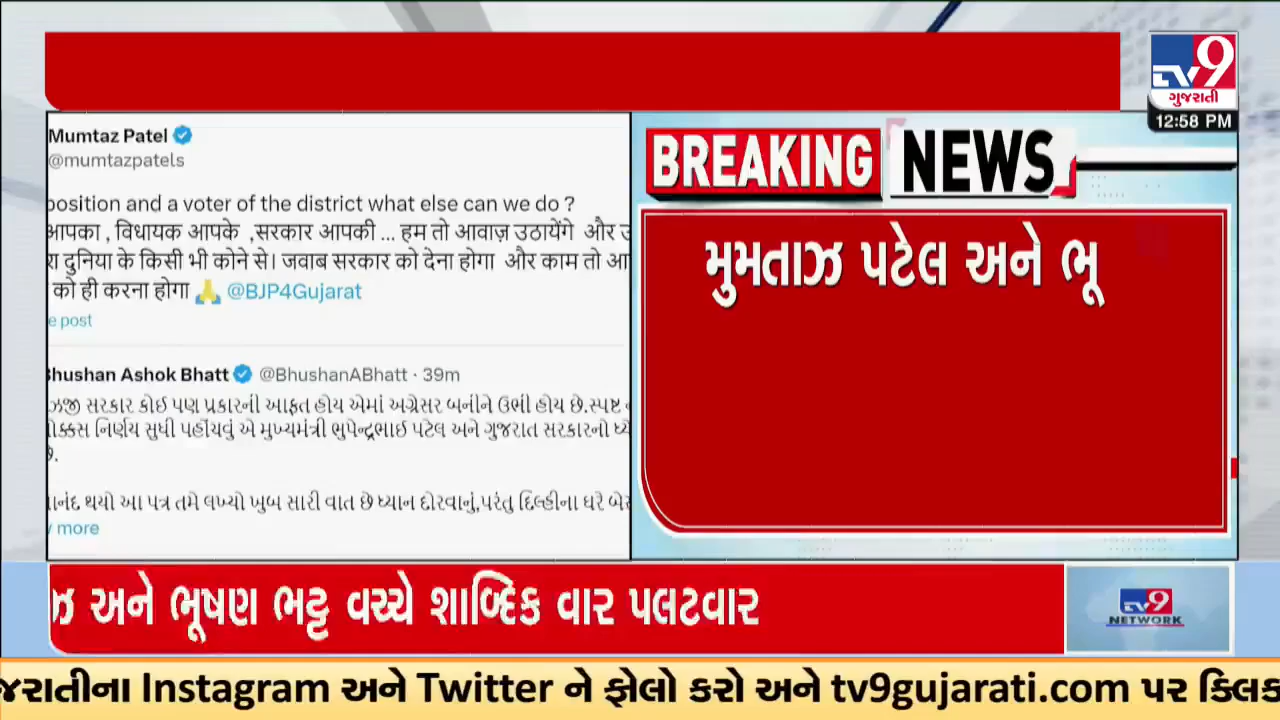 TV9
ગુજરાતી
12:58 PM
Mumtaz Patel
@mumtazpatels
position and a voter of the district what else can we do ?
आपका , विधायक आपके ,सरकार आपकी ... हम तो आवाज़ उठायेंगे और
दुनिया के किसी भी कोने से। जवाब सरकार को देना होगा और काम तो
को ही करना होगा 🙏 @BJP4Gujarat
post
Bhushan Ashok Bhatt @BhushanABhatt · 39m
સરકાર કોઈ પણ પ્રકારની આફત હોય એમાં અગ્રેસર બનીને ઉભી હોય છે.સ્પષ્ટ
નિર્ણય સુધી પહોંચવું એ મુખ્યમંત્રી ભુપેન્દ્રભાઈ પટેલ અને ગુજરાત સરકારનો
છે.
થયો આ પત્ર તમે લખ્યો ખુબ સારી વાત છે ધ્યાન દોરવાનું,પરંતુ દિલ્હીના ઘરે
more
BREAKING NEWS
મુમતાઝ પટેલ અને ભૂ
ઝ અને ભૂષણ ભટ્ટ વચ્ચે શાબ્દિક વાર પલટવાર
TV9
NETWORK
જરાતીના Instagram અને Twitter ને ફોલો કરો અને tv9gujarati.com પર ક્લિક